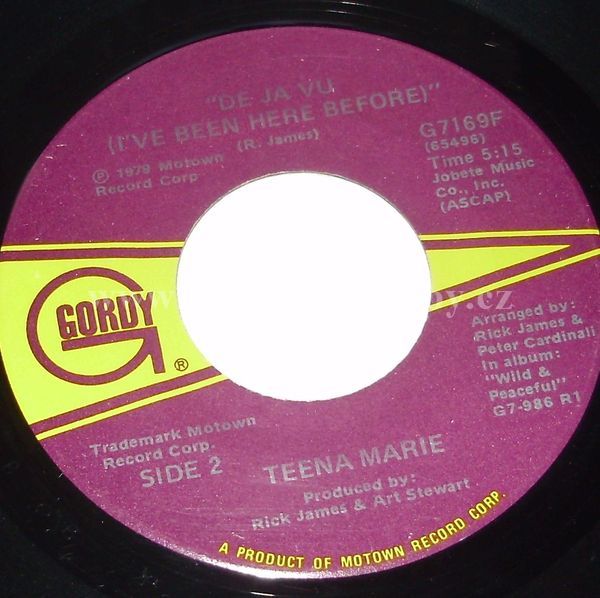 "DE JA VU
(I'VE BEEN HERE BEFORE)"
(R. James)
G7169F
(65496)
Time 5:15
Jobete Music
Co., Inc.
(ASCAP)
℗ 1979 Motown
Record Corp
GORDY
®
Arranged by:
Rick James &
Peter Cardinali
In album:
"Wild &
Peaceful"
G7-986 R1
Trademark Motown
Record Corp.
SIDE 2
TEENA MARIE
Produced by:
Rick James & Art Stewart
A PRODUCT OF MOTOWN RECORD CORP.